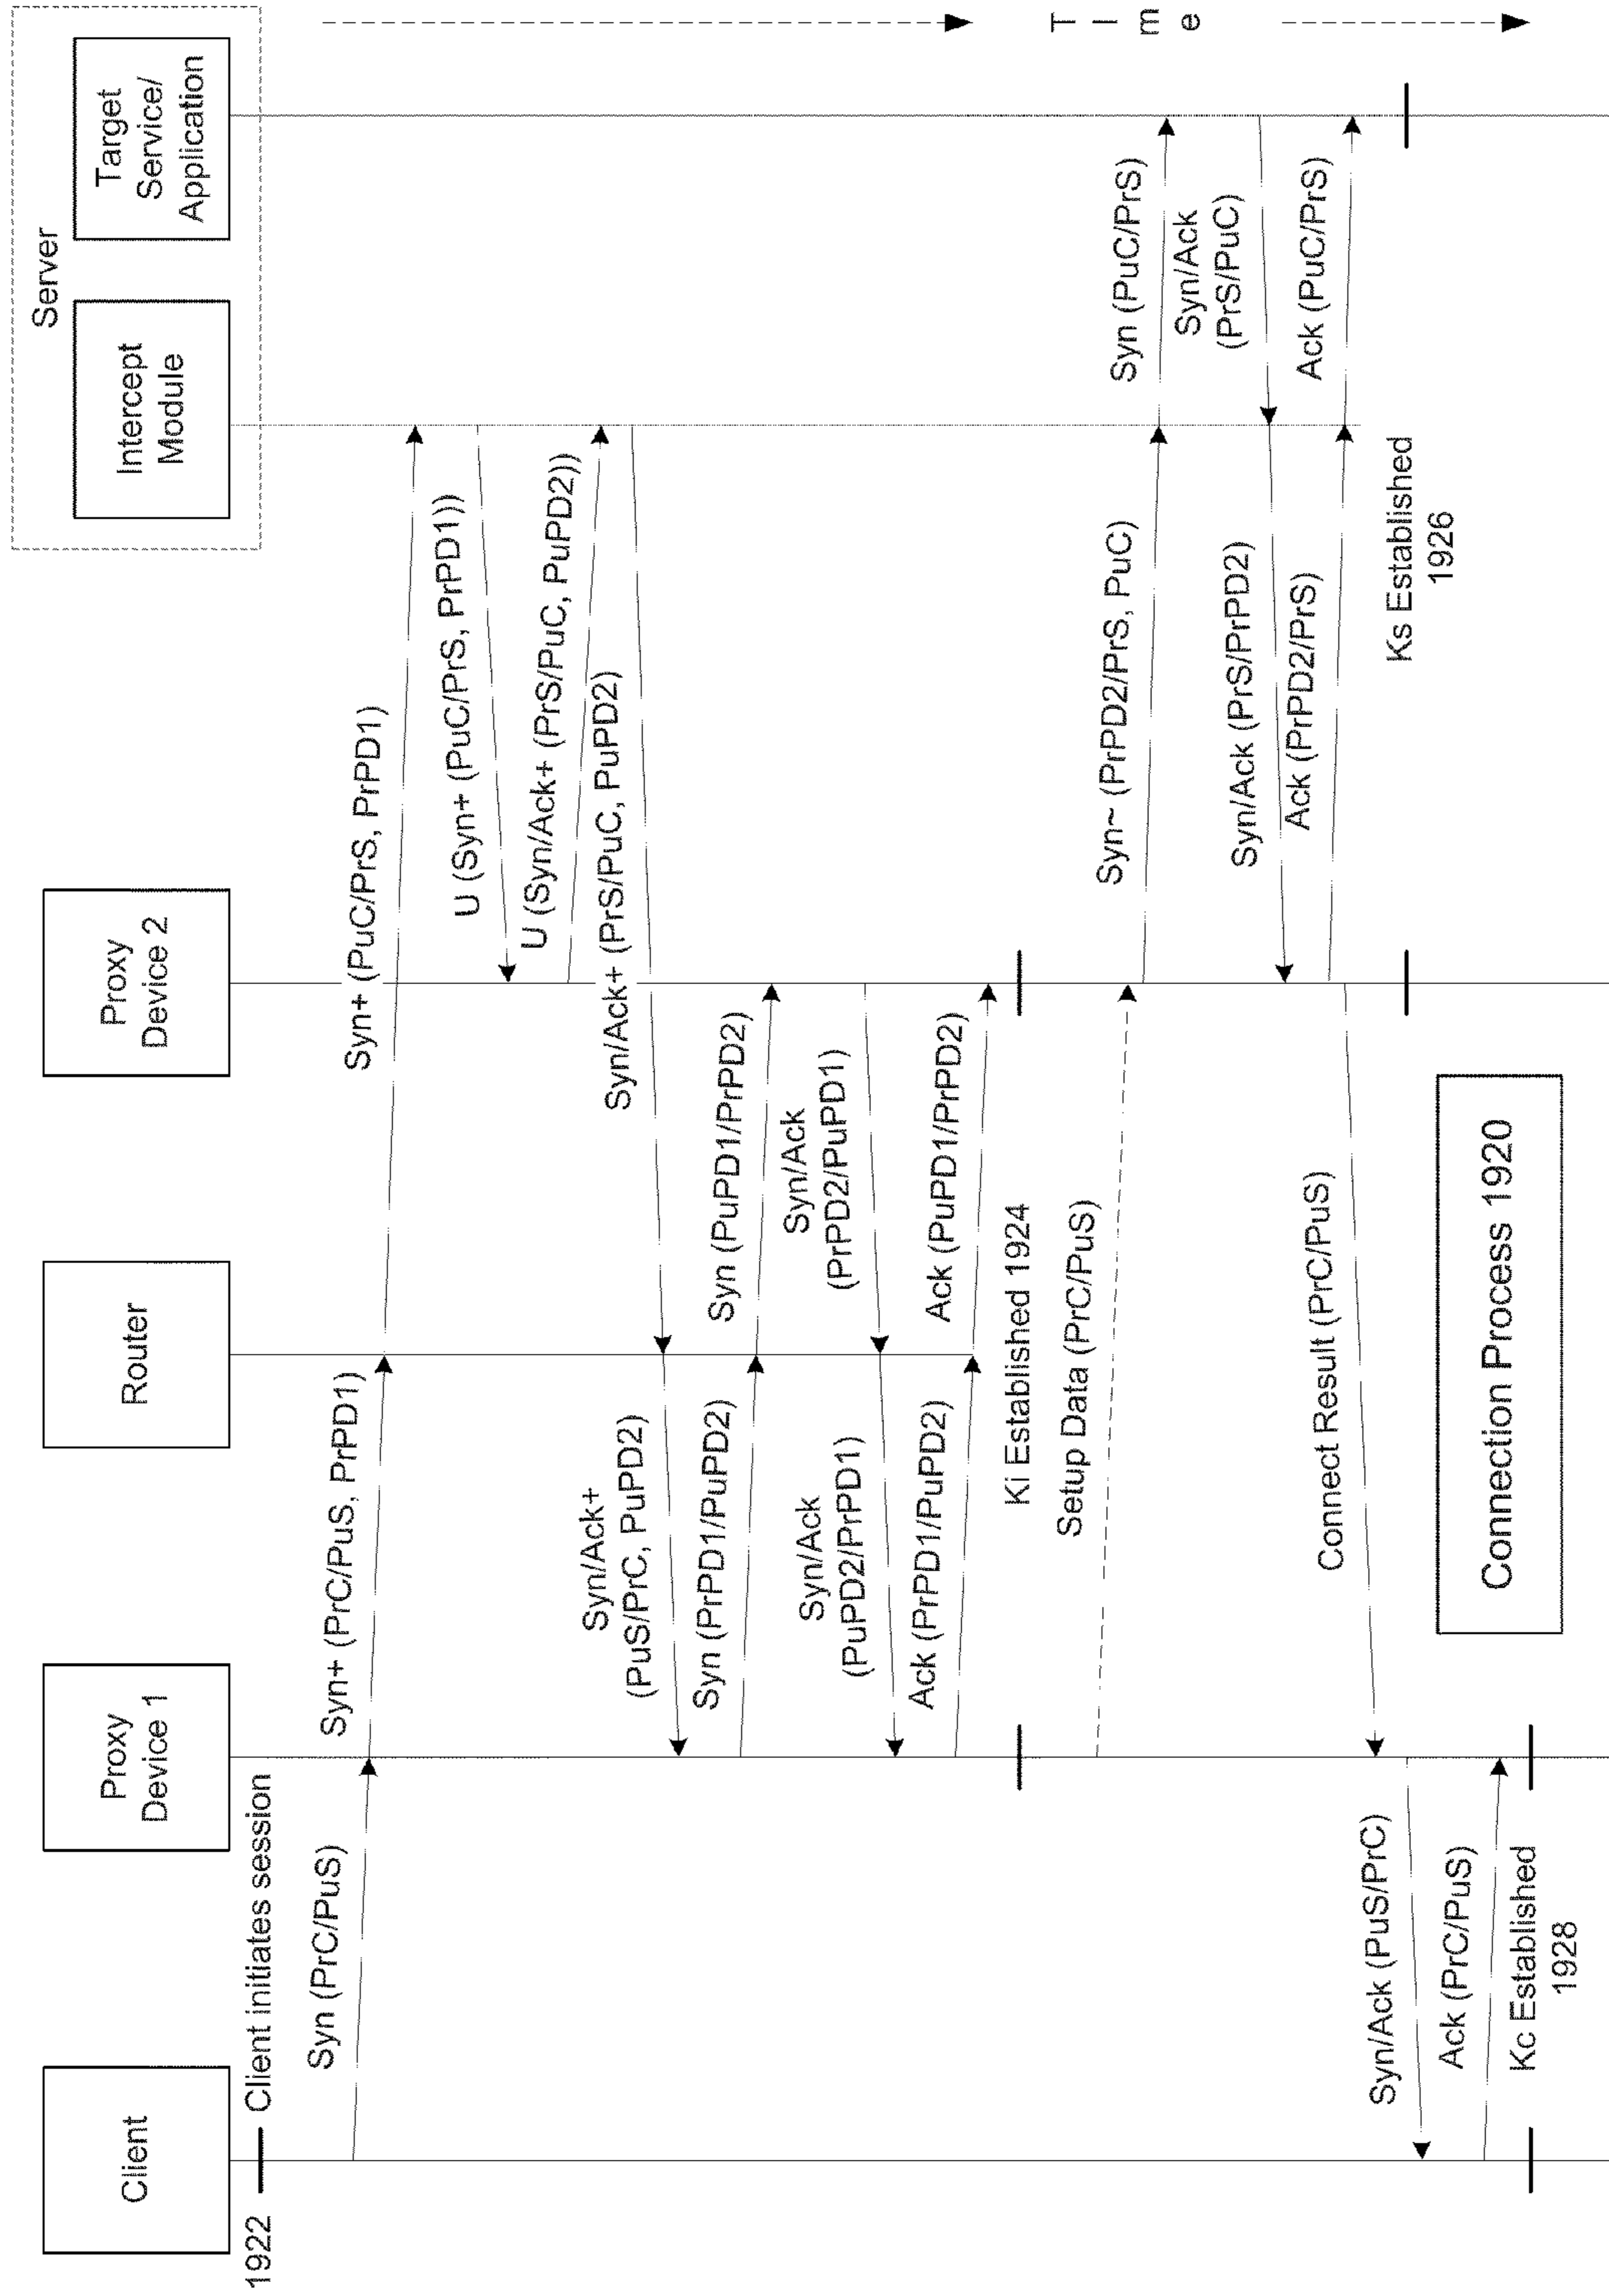 Client
Proxy
Device 1
Router
Proxy
Device 2
Server
Intercept
Module
Target
Service/
Application
1922
Client initiates session
Syn (PrC/PuS)
Syn+ (PrC/PuS, PrPD1)
Syn+ (PuC/PrS, PrPD1)
U (Syn+ (PuC/PrS, PrPD1))
U (Syn/Ack+ (PrS/PuC, PuPD2))
Syn/Ack+ (PrS/PuC, PuPD2)
Syn/Ack+
(PuS/PrC, PuPD2)
Syn (PrPD1/PuPD2)
Syn (PuPD1/PrPD2)
Syn/Ack
(PrPD2/PuPD1)
Syn/Ack
(PuPD2/PrPD1)
Ack (PrPD1/PuPD2)
Ack (PuPD1/PrPD2)
Ki Established 1924
Setup Data (PrC/PuS)
Syn~ (PrPD2/PrS, PuC)
Syn (PuC/PrS)
Syn/Ack
(PrS/PuC)
Syn/Ack (PrS/PrPD2)
Ack (PrPD2/PrS)
Ack (PuC/PrS)
Ks Established
1926
Connect Result (PrC/PuS)
Syn/Ack (PuS/PrC)
Ack (PrC/PuS)
Kc Established
1928
Connection Process 1920
T
I
m
e